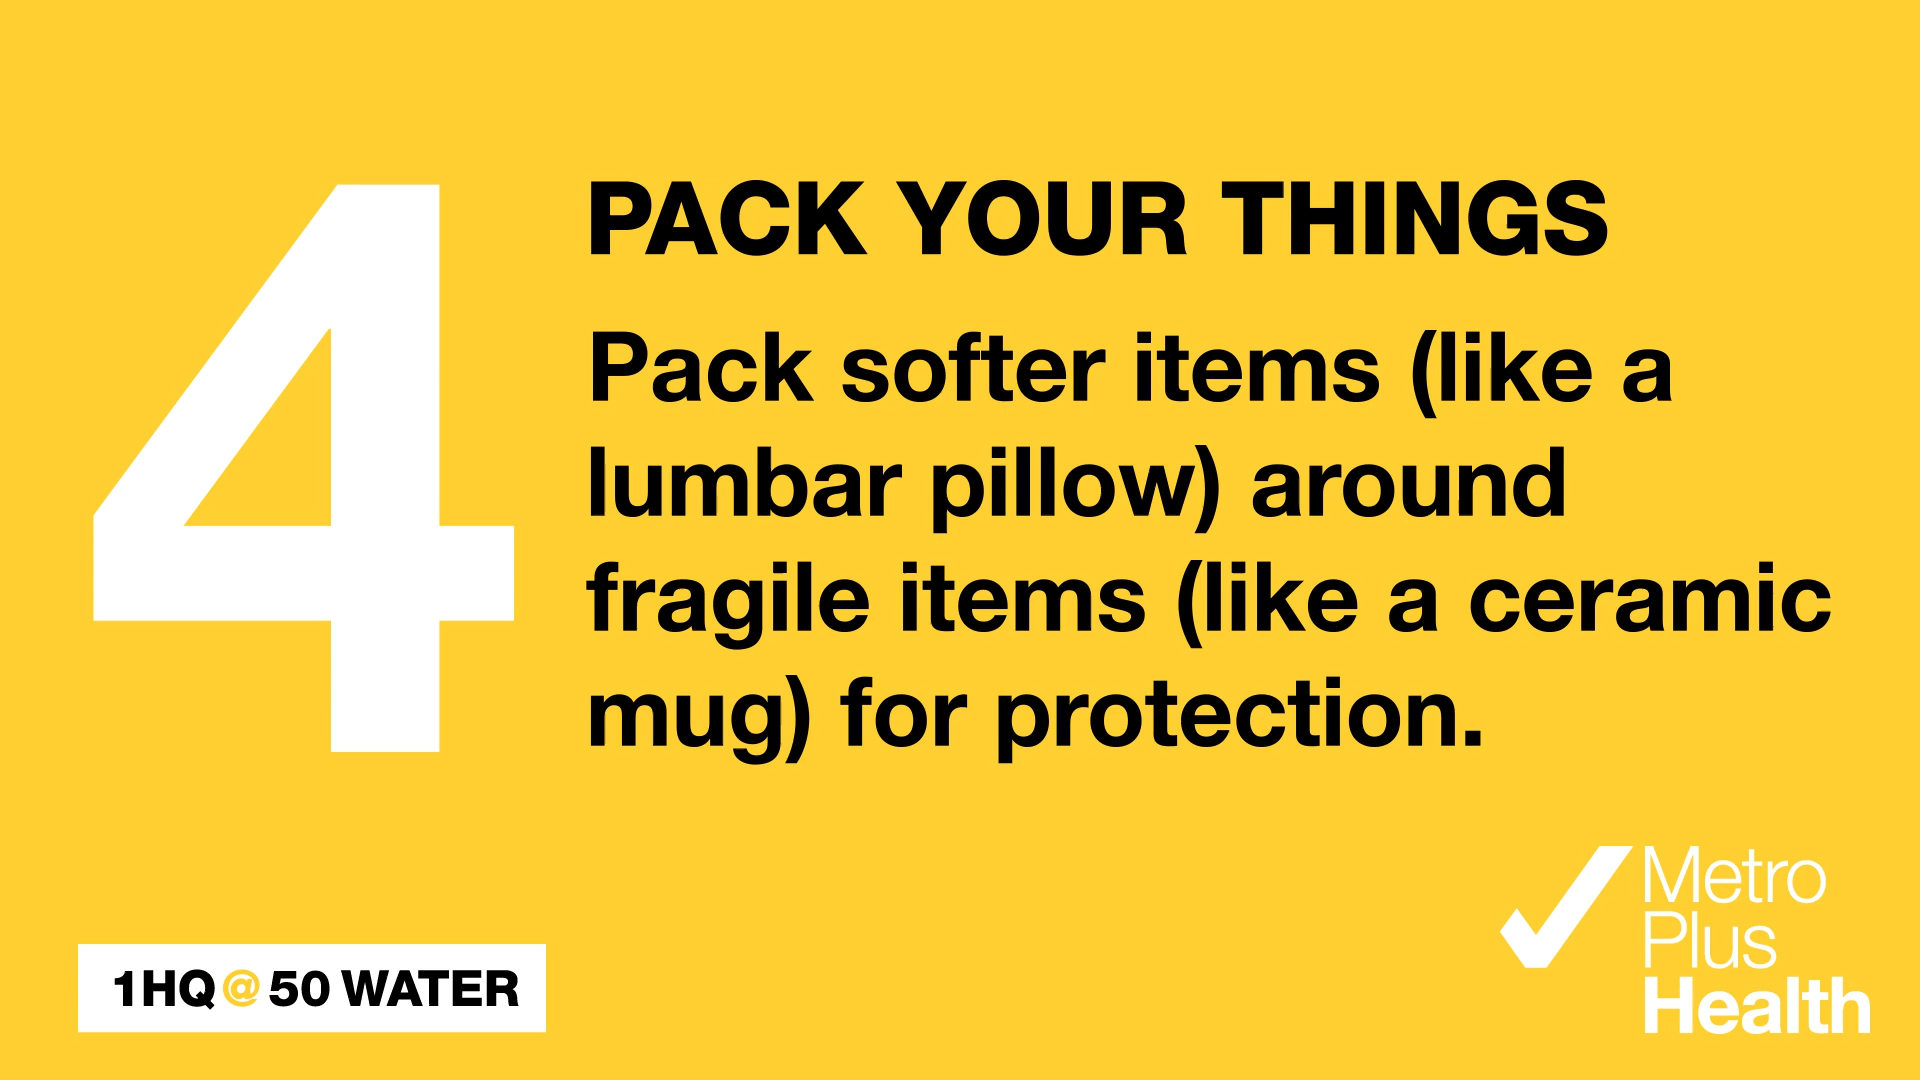 4
PACK YOUR THINGS
Pack softer items (like a
lumbar pillow) around
fragile items (like a ceramic
mug) for protection.
1HQ@50 WATER
Metro
Plus
Health